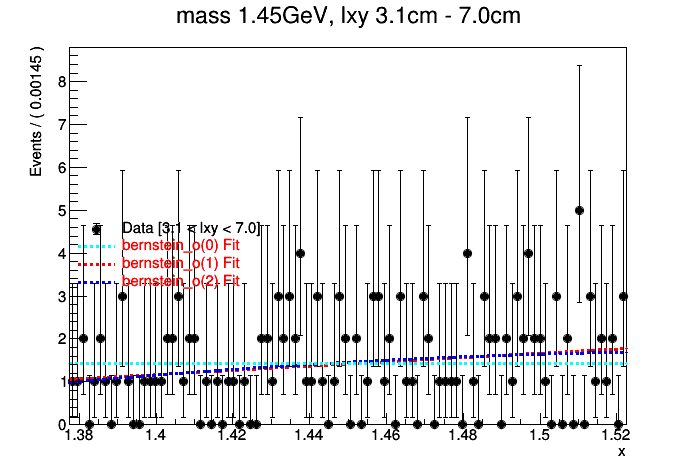 mass 1.45GeV, lxy 3.1cm - 7.0cm
Events / ( 0.00145 )
8
7
6
5
4
3
2
1
0
Data [3.1 < lxy < 7.0]
bernstein_o(0) Fit
bernstein_o(1) Fit
bernstein_o(2) Fit
1.38 1.4 1.42 1.44 1.46 1.48 1.5 1.52
x